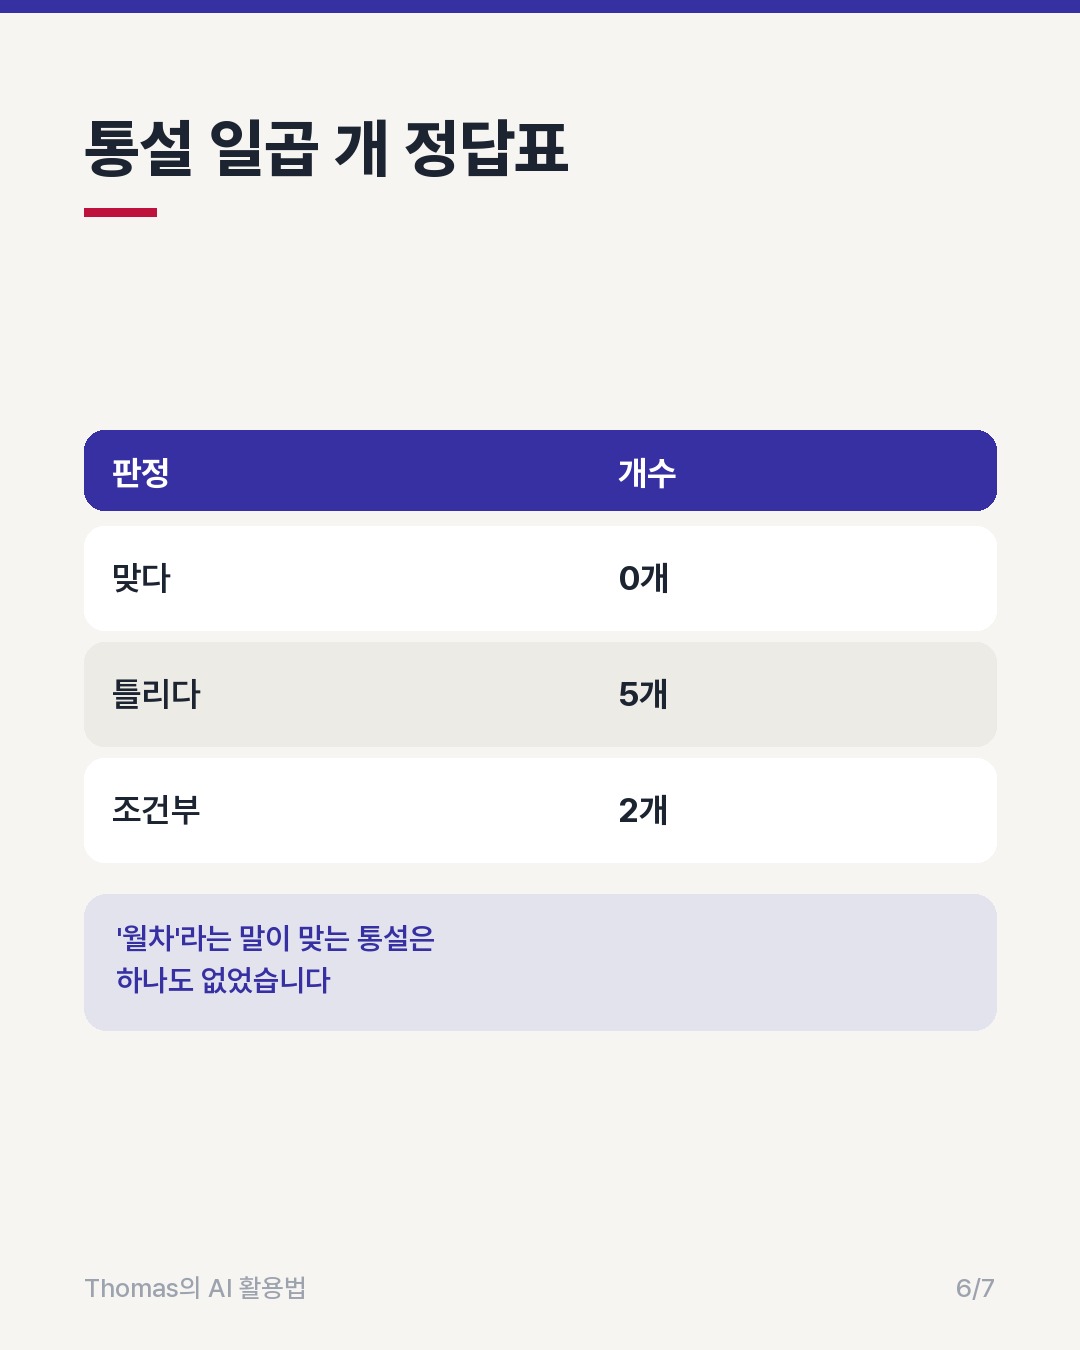 통설 일곱 개 정답표
판정 개수
맞다 0개
틀리다 5개
조건부 2개
'월차'라는 말이 맞는 통설은
하나도 없었습니다
Thomas의 AI 활용법 6/7